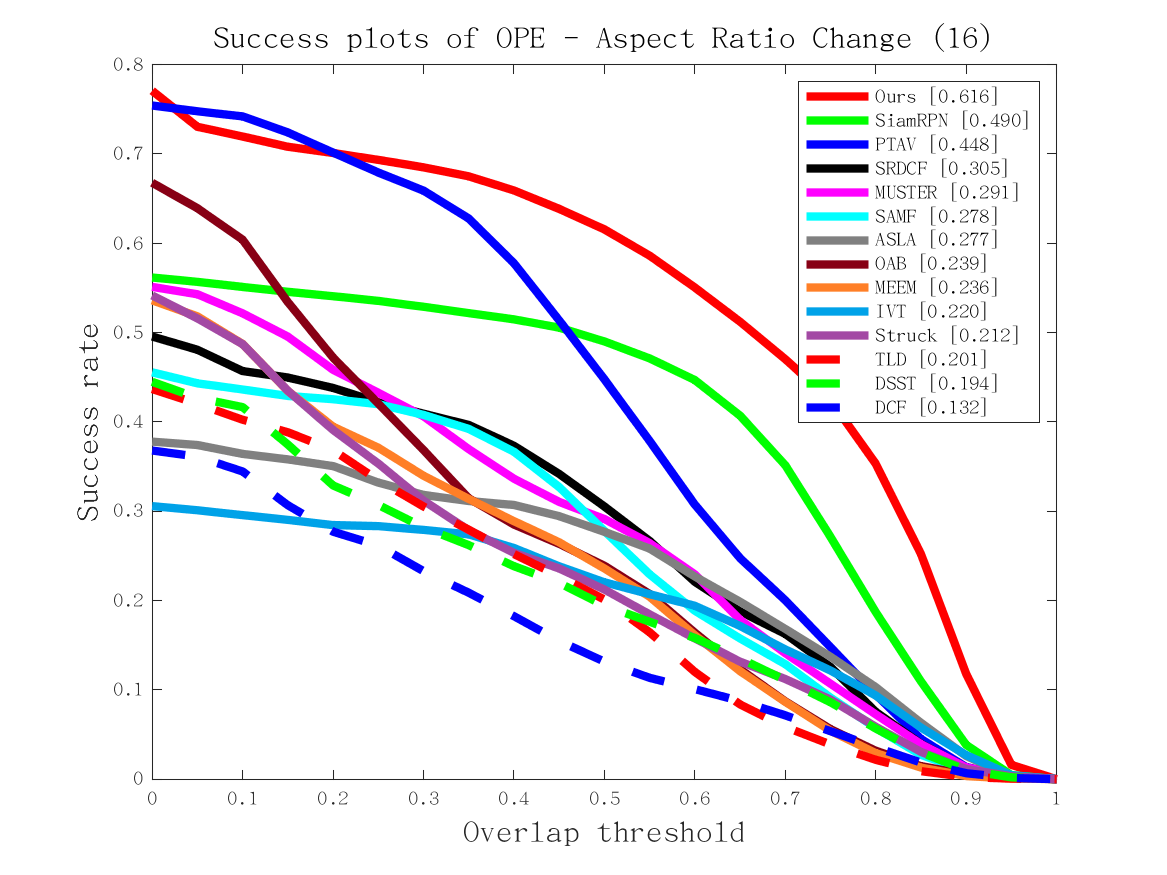 Success plots of OPE - Aspect Ratio Change (16)
0.8
0.7
0.6
0.5
0.4
0.3
0.2
0.1
0
Success rate
Ours [0.616]
SiamRPN [0.490]
PTAV [0.448]
SRDCF [0.305]
MUSTER [0.291]
SAMF [0.278]
ASLA [0.277]
OAB [0.239]
MEEM [0.236]
IVT [0.220]
Struck [0.212]
TLD [0.201]
DSST [0.194]
DCF [0.132]
0 0.1 0.2 0.3 0.4 0.5 0.6 0.7 0.8 0.9 1
Overlap threshold